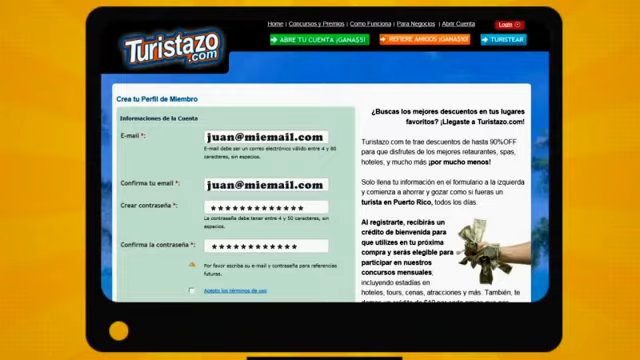 Home | Concursos y Premios | Como Funciona | Para Negocios | Abrir Cuenta
Login
Turistazo
.com
ABRE TU CUENTA ¡GANA$5!
REFIERE AMIGOS ¡GANA$10!
TURISTEAR
Crea tu Perfil de Miembro
Informaciones de la Cuenta
E-mail *:
juan@miemail.com
E-mail debe ser un correo electrónico válido entre 4 y 80
caracteres, sin espacios.
Confirma tu email *:
juan@miemail.com
Crear contraseña *:
************
La contraseña debe tener entre 4 y 50 caracteres, sin
espacios.
Confirma la contraseña *:
************
Por favor escriba su e-mail y contraseña para referencias
futuras.
Acepto los términos de uso
¿Buscas los mejores descuentos en tus lugares
favoritos? ¡Llegaste a Turistazo.com!
Turistazo.com te trae descuentos de hasta 90%OFF
para que disfrutes de los mejores restaurantes, spas,
hoteles, y mucho más ¡por mucho menos!
Solo llena tu información en el formulario a la izquierda
y comienza a ahorrar y gozar como si fueras un
turista en Puerto Rico, todos los días.
Al registrarte, recibirás un
crédito de bienvenida para
que utilizes en tu próxima
compra y serás elegible para
participar en nuestros
concursos mensuales,
incluyendo estadías en
hoteles, tours, cenas, atracciones y más. También, te